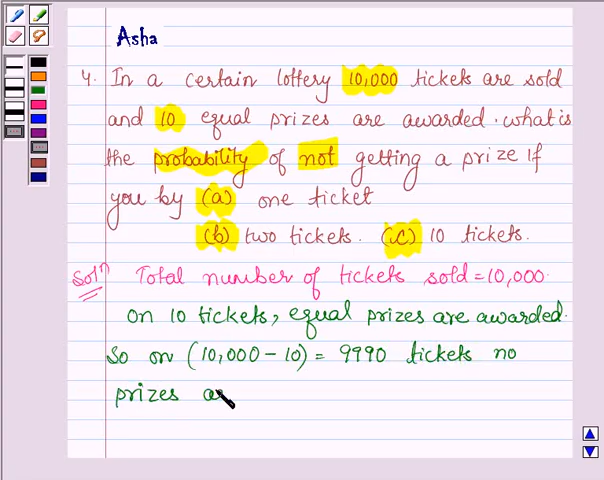 Asha
4. In a certain lottery 10,000 tickets are sold
and 10 equal prizes are awarded. what is
the probability of not getting a prize if
you by (a) one ticket
(b) two tickets. (c) 10 tickets.
Solⁿ Total number of tickets sold = 10,000.
On 10 tickets, equal prizes are awarded.
So on (10,000 - 10) = 9990 tickets no
prizes a